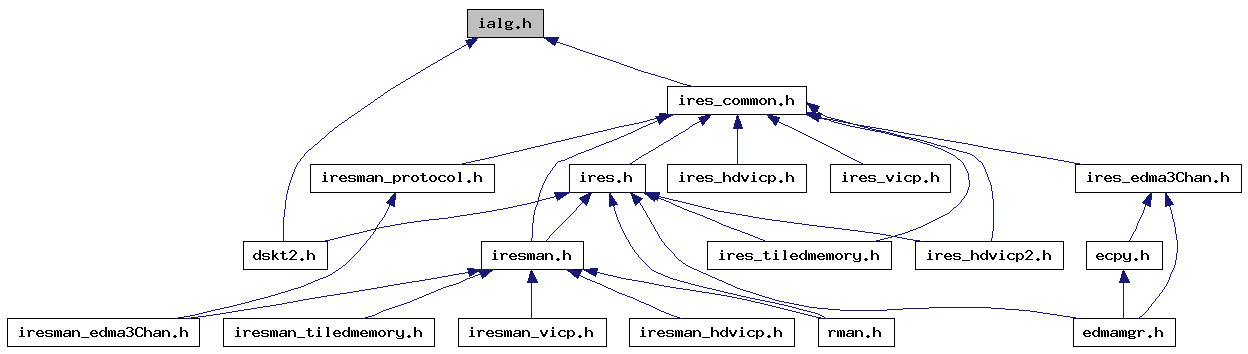 ialg.h
ires_common.h
iresman_protocol.h
ires.h
ires_hdvicp.h
ires_vicp.h
ires_edma3Chan.h
dskt2.h
iresman.h
ires_tiledmemory.h
ires_hdvicp2.h
ecpy.h
iresman_edma3Chan.h
iresman_tiledmemory.h
iresman_vicp.h
iresman_hdvicp.h
rman.h
edmamgr.h